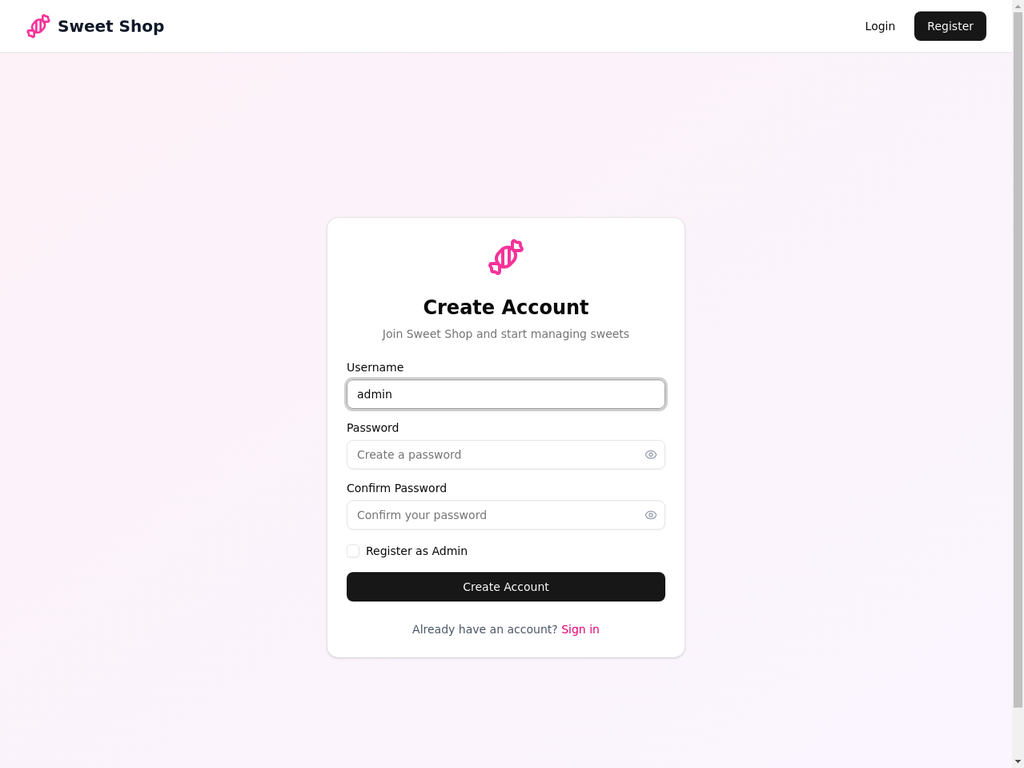 Sweet Shop
Login
Register
Create Account
Join Sweet Shop and start managing sweets
Username
admin
Password
Create a password
Confirm Password
Confirm your password
Register as Admin
Create Account
Already have an account? Sign in